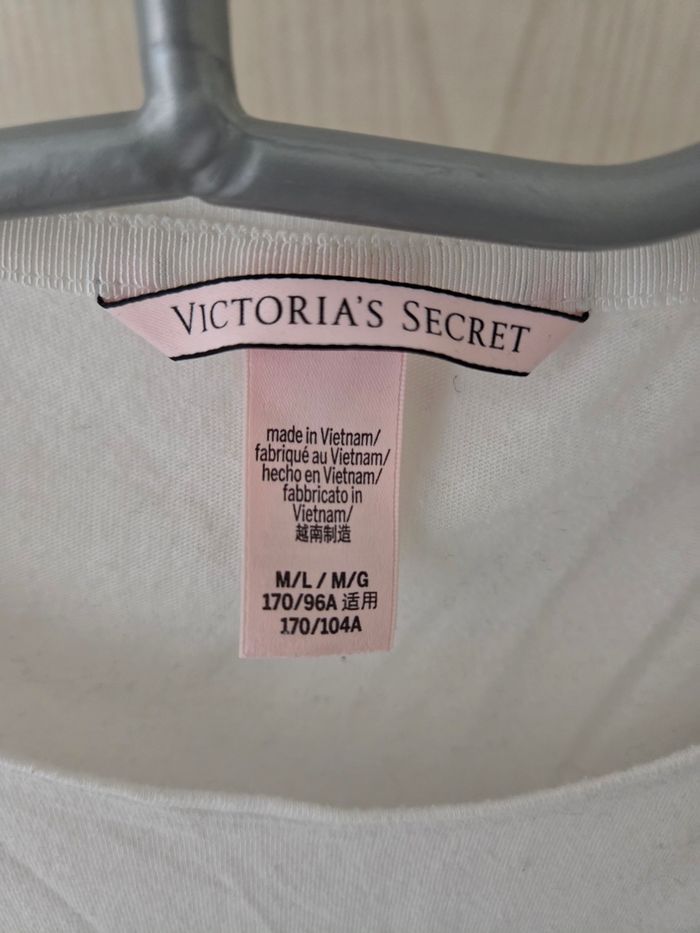 VICTORIA'S SECRET
made in Vietnam/
fabriqué au Vietnam/
hecho en Vietnam/
fabbricato in
Vietnam/
越南制造
M/L / M/G
170/96A 适用
170/104A